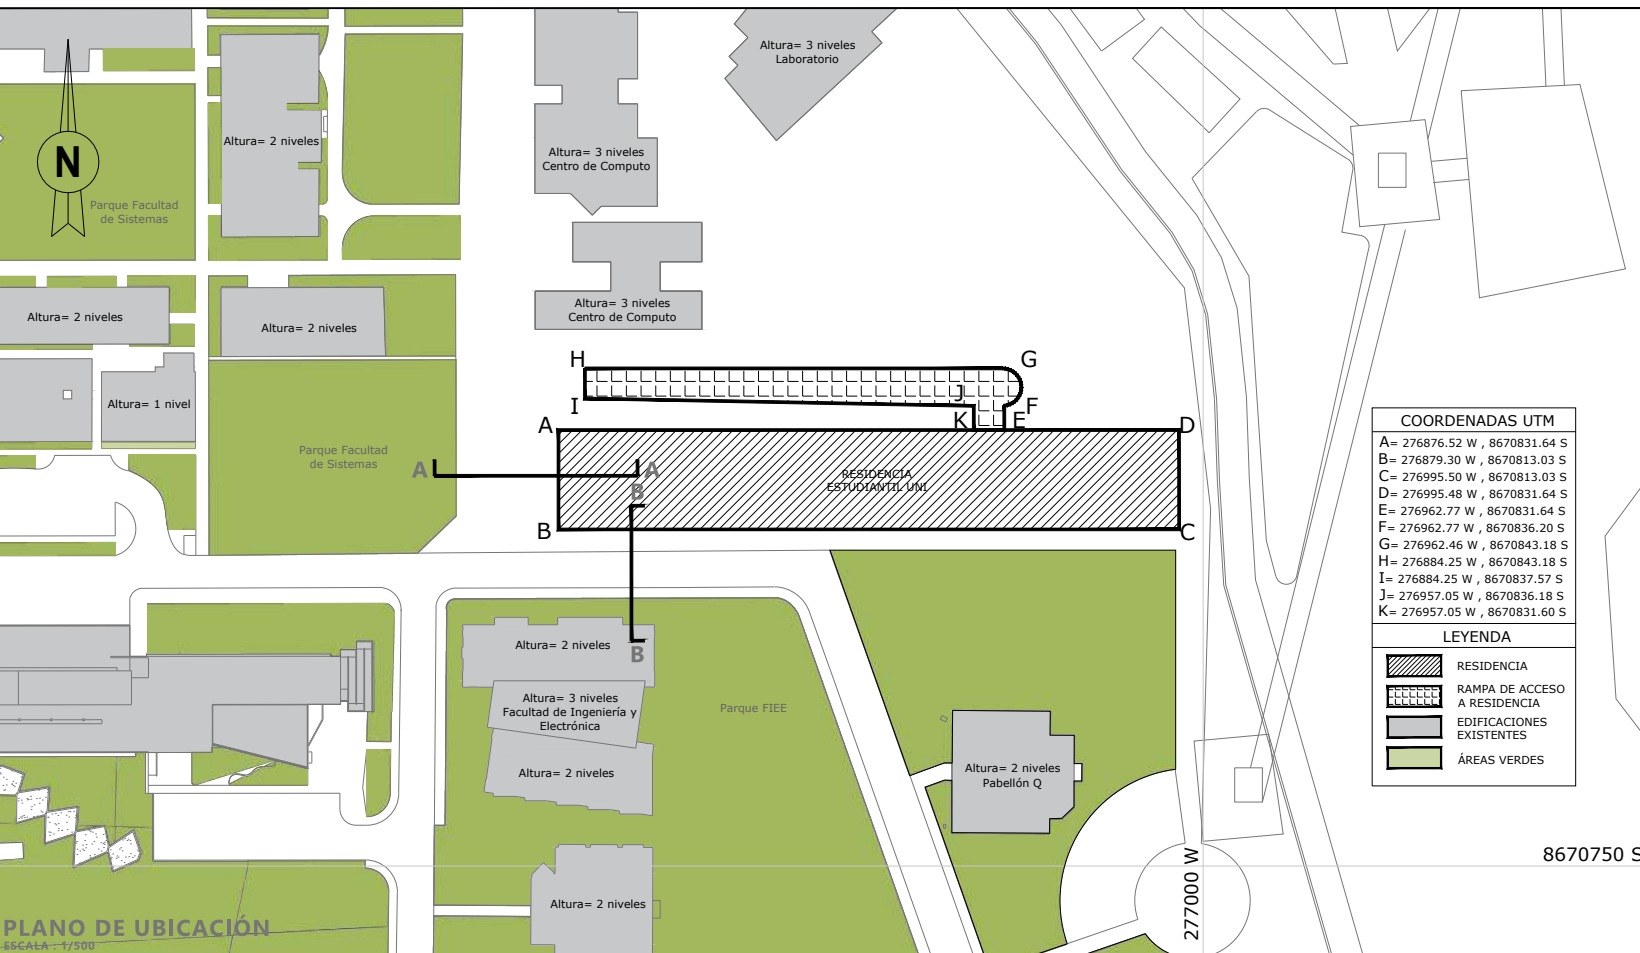 Altura= 3 niveles
Laboratorio
Altura= 2 niveles
Altura= 3 niveles
Centro de Computo
N
Parque Facultad
de Sistemas
Altura= 3 niveles
Centro de Computo
Altura= 2 niveles
Altura= 2 niveles
H
G
J
I
F
Altura= 1 nivel
A
K
E
D
Parque Facultad
de Sistemas
A
A
B
RESIDENCIA
ESTUDIANTIL UNI
B
C
COORDENADAS UTM
A= 276876.52 W , 8670831.64 S
B= 276879.30 W , 8670813.03 S
C= 276995.50 W , 8670813.03 S
D= 276995.48 W , 8670831.64 S
E= 276962.77 W , 8670831.64 S
F= 276962.77 W , 8670836.20 S
G= 276962.46 W , 8670843.18 S
H= 276884.25 W , 8670843.18 S
I= 276884.25 W , 8670837.57 S
J= 276957.05 W , 8670836.18 S
K= 276957.05 W , 8670831.60 S
LEYENDA
RESIDENCIA
RAMPA DE ACCESO
A RESIDENCIA
EDIFICACIONES
EXISTENTES
ÁREAS VERDES
Altura= 2 niveles
B
Altura= 3 niveles
Facultad de Ingeniería y
Electrónica
Parque FIEE
Altura= 2 niveles
Altura= 2 niveles
Pabellón Q
8670750 S
277000 W
Altura= 2 niveles
PLANO DE UBICACIÓN
ESCALA : 1/500